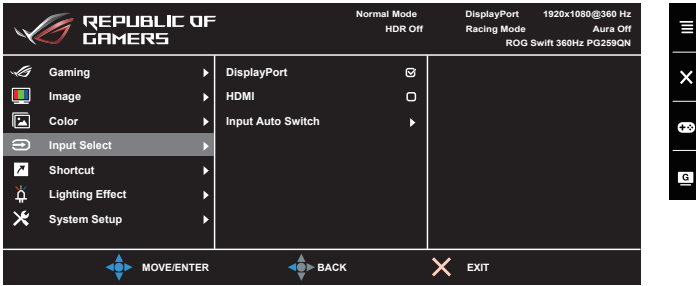 REPUBLIC OF
GAMERS
Normal Mode
HDR Off
DisplayPort 1920x1080@360 Hz
Racing Mode Aura Off
ROG Swift 360Hz PG259QN
Gaming
Image
Color
Input Select
Shortcut
Lighting Effect
System Setup
DisplayPort
HDMI
Input Auto Switch
MOVE/ENTER
BACK
EXIT
G